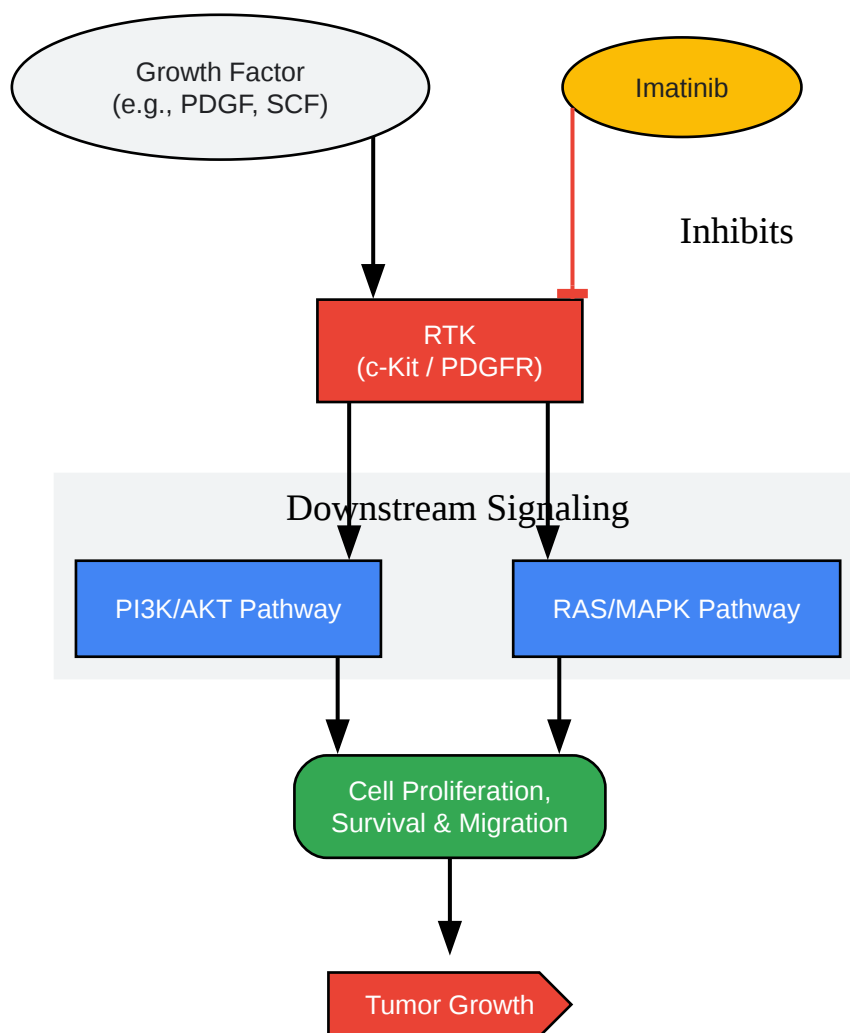 Growth Factor
(e.g., PDGF, SCF)
Imatinib
Inhibits
RTK
(c-Kit / PDGFR)
Downstream Signaling
PI3K/AKT Pathway
RAS/MAPK Pathway
Cell Proliferation,
Survival & Migration
Tumor Growth